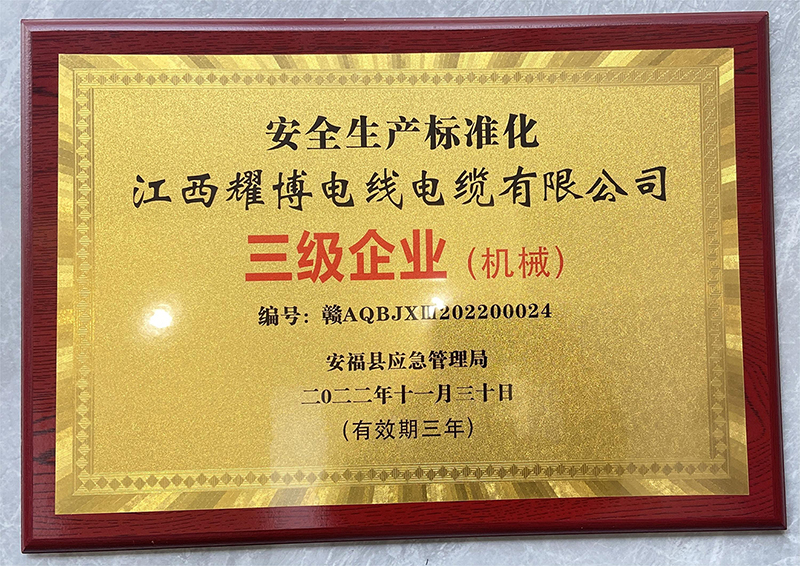 安全生产标准化
江西耀博电线电缆有限公司
三级企业（机械）
编号：赣AQBJXⅢ202200024
安福县应急管理局
二0二二年十一月三十日
（有效期三年）